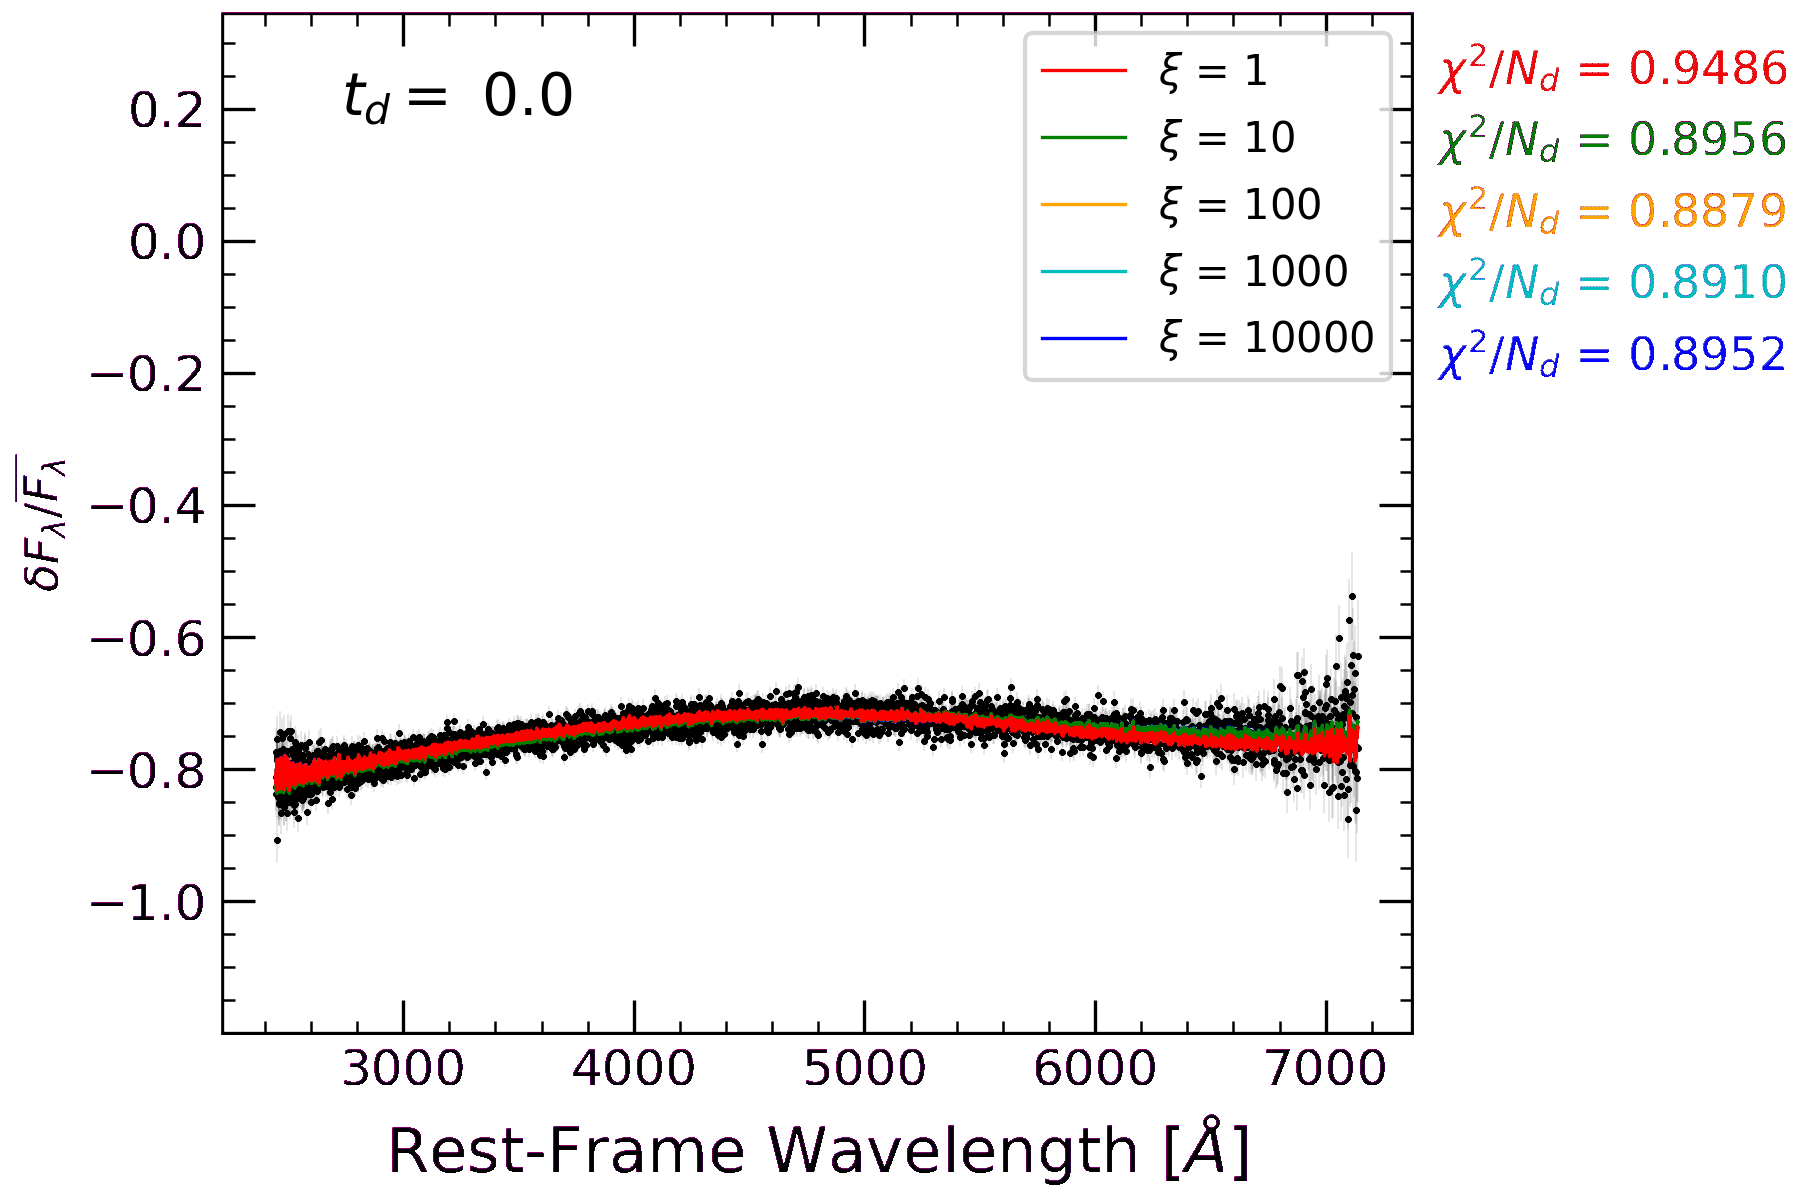 t_d = 0.0
ξ = 1
ξ = 10
ξ = 100
ξ = 1000
ξ = 10000
χ²/N_d = 0.9486
χ²/N_d = 0.8956
χ²/N_d = 0.8879
χ²/N_d = 0.8910
χ²/N_d = 0.8952
0.2
0.0
−0.2
−0.4
−0.6
−0.8
−1.0
δF_λ/F̅_λ
3000 4000 5000 6000 7000
Rest-Frame Wavelength [Å]